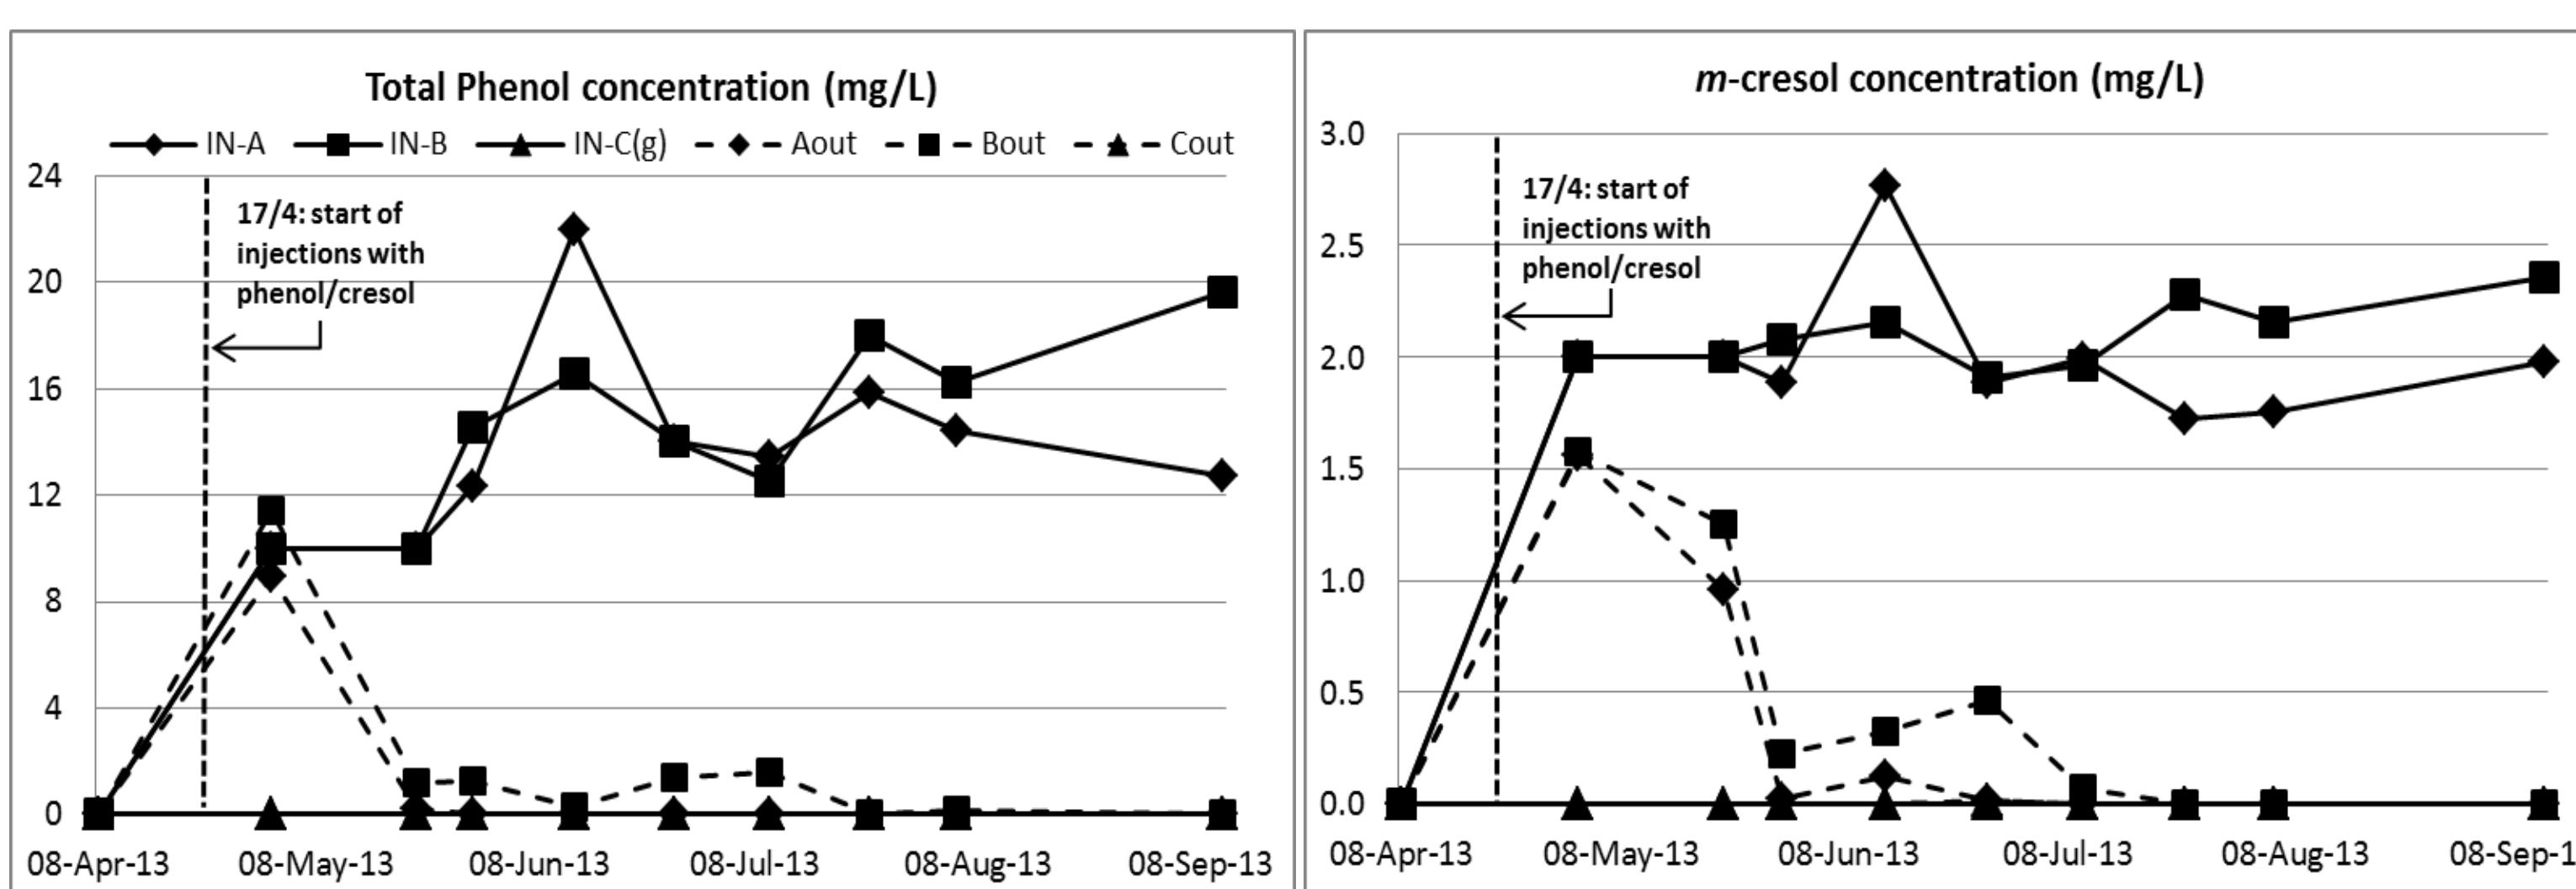 Total Phenol concentration (mg/L)
IN-A IN-B IN-C(g) Aout Bout Cout
24
20
16
12
8
4
0
17/4: start of
injections with
phenol/cresol
08-Apr-13 08-May-13 08-Jun-13 08-Jul-13 08-Aug-13 08-Sep-13
m-cresol concentration (mg/L)
3.0
2.5
2.0
1.5
1.0
0.5
0.0
17/4: start of
injections with
phenol/cresol
08-Apr-13 08-May-13 08-Jun-13 08-Jul-13 08-Aug-13 08-Sep-1